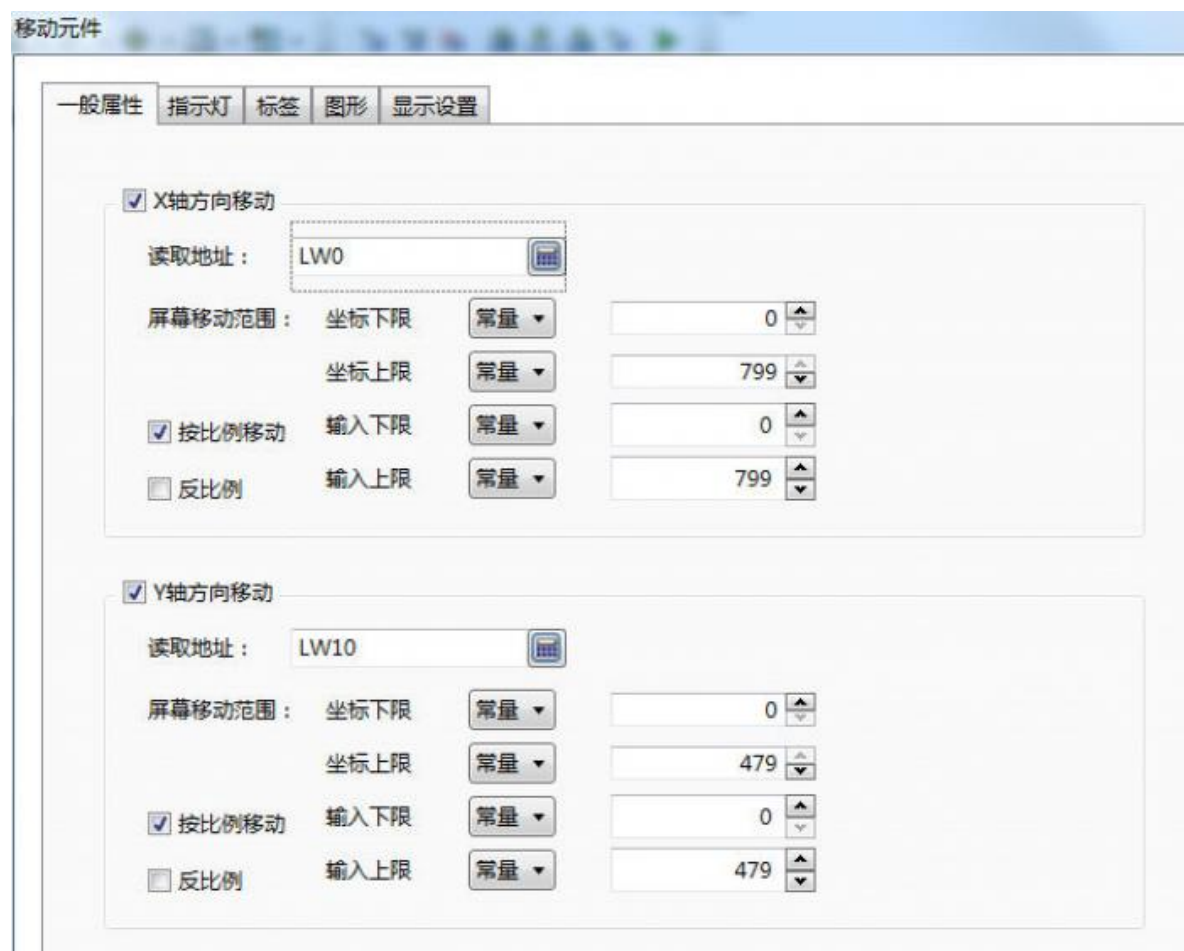 移动元件
一般属性 指示灯 标签 图形 显示设置
X轴方向移动
读取地址： LW0
屏幕移动范围： 坐标下限 常量 0
坐标上限 常量 799
按比例移动 输入下限 常量 0
反比例 输入上限 常量 799
Y轴方向移动
读取地址： LW10
屏幕移动范围： 坐标下限 常量 0
坐标上限 常量 479
按比例移动 输入下限 常量 0
反比例 输入上限 常量 479